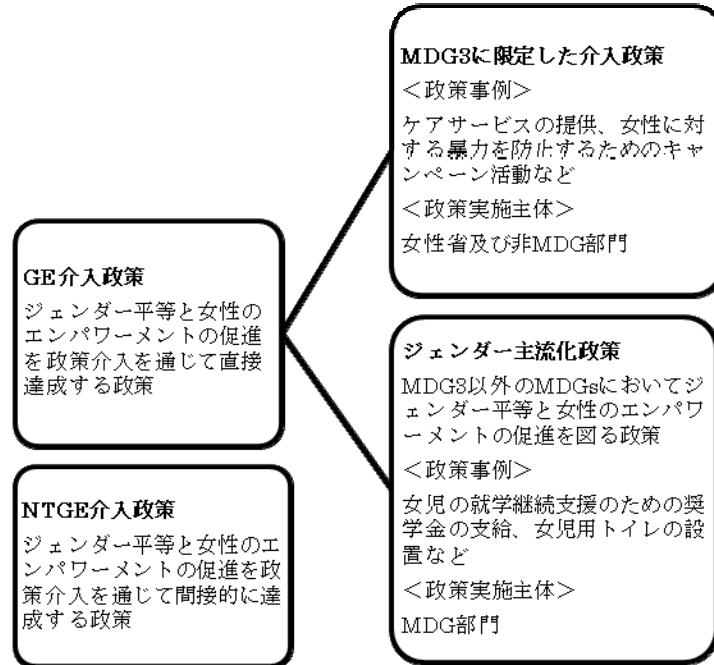 GE介入政策
ジェンダー平等と女性の
エンパワーメントの促進
を政策介入を通じて直接
達成する政策
NTGE介入政策
ジェンダー平等と女性のエ
ンパワーメントの促進を政
策介入を通じて間接的に達
成する政策
MDG3に限定した介入政策
＜政策事例＞
ケアサービスの提供、女性に対
する暴力を防止するためのキャ
ンペーン活動など
＜政策実施主体＞
女性省及び非MDG部門
ジェンダー主流化政策
MDG3以外のMDGsにおいてジ
ェンダー平等と女性のエンパワ
ーメントの促進を図る政策
＜政策事例＞
女児の就学継続支援のための奨
学金の支給、女児用トイレの設
置など
＜政策実施主体＞
MDG部門